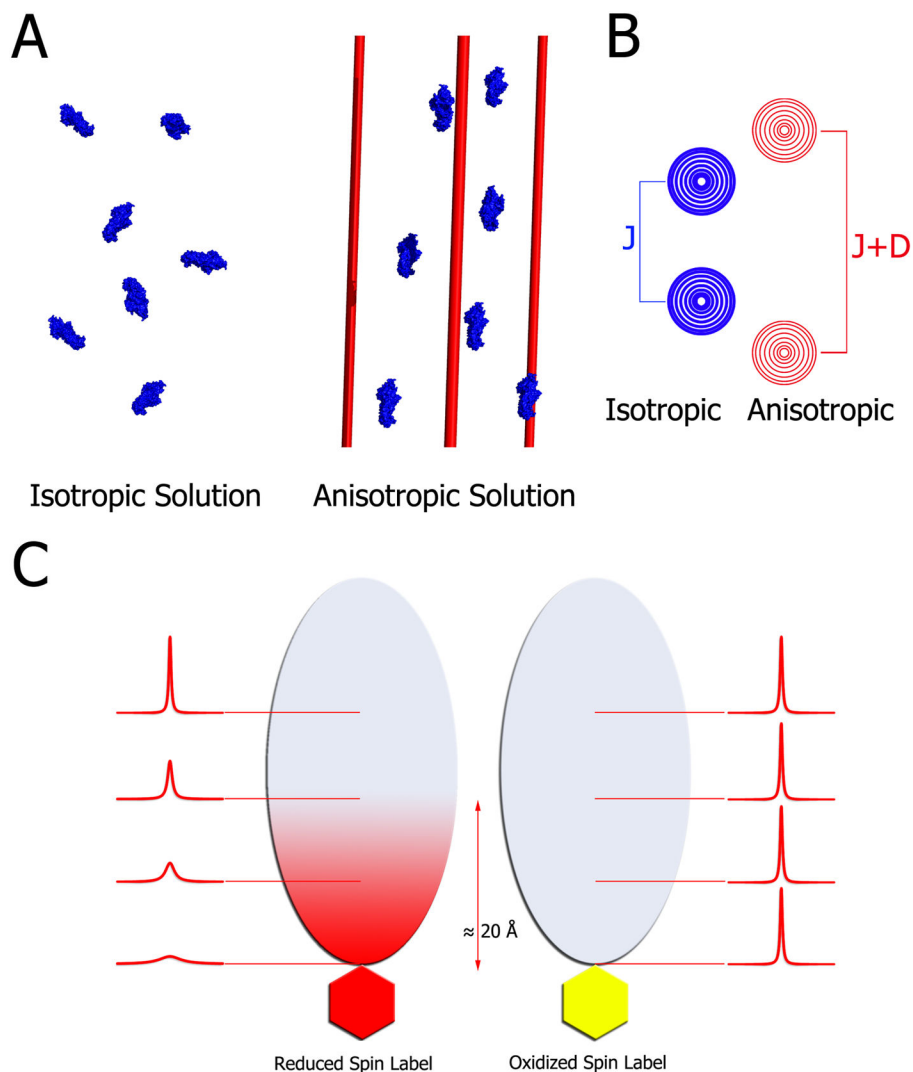 A
B
J
J+D
Isotropic
Anisotropic
Isotropic Solution
Anisotropic Solution
C
≈ 20 Å
Reduced Spin Label
Oxidized Spin Label